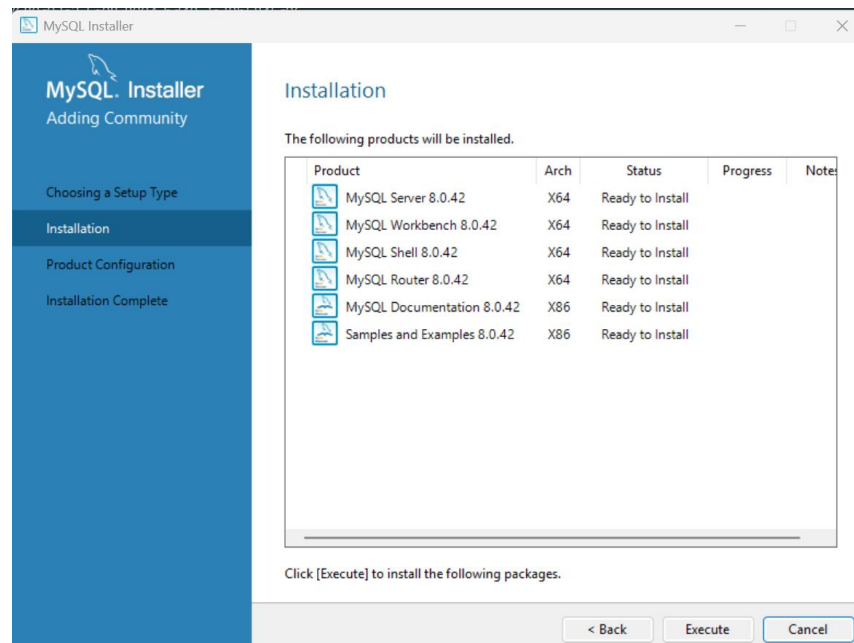 MySQL Installer
MySQL. Installer
Adding Community
Choosing a Setup Type
Installation
Product Configuration
Installation Complete
Installation
The following products will be installed.
Product Arch Status Progress Notes
MySQL Server 8.0.42 X64 Ready to Install
MySQL Workbench 8.0.42 X64 Ready to Install
MySQL Shell 8.0.42 X64 Ready to Install
MySQL Router 8.0.42 X64 Ready to Install
MySQL Documentation 8.0.42 X86 Ready to Install
Samples and Examples 8.0.42 X86 Ready to Install
Click [Execute] to install the following packages.
< Back Execute Cancel